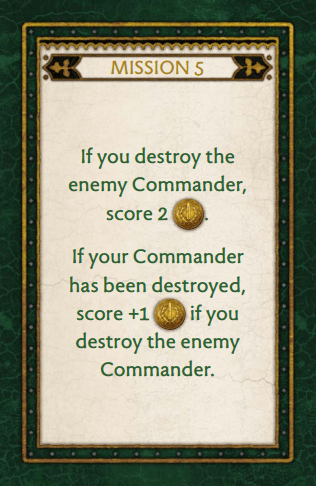 MISSION 5
If you destroy the
enemy Commander,
score 2 .
If your Commander
has been destroyed,
score +1 if you
destroy the enemy
Commander.